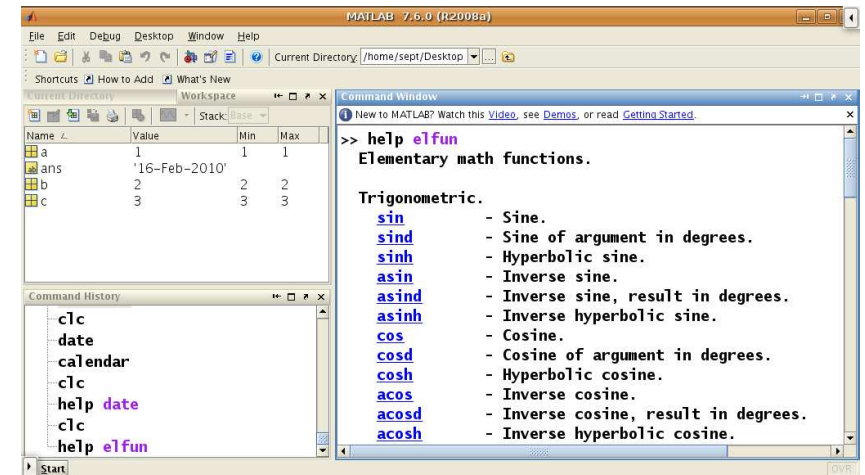 MATLAB 7.6.0 (R2008a)
File Edit Debug Desktop Window Help
Current Directory: /home/sept/Desktop ...
Shortcuts How to Add What's New
Current Directory Workspace
Stack: Base
Name Value Min Max
a 1 1 1
ans '16-Feb-2010'
b 2 2 2
c 3 3 3
Command History
clc
date
calendar
clc
help date
clc
help elfun
Command Window
New to MATLAB? Watch this Video, see Demos, or read Getting Started.
>> help elfun
Elementary math functions.
Trigonometric.
sin - Sine.
sind - Sine of argument in degrees.
sinh - Hyperbolic sine.
asin - Inverse sine.
asind - Inverse sine, result in degrees.
asinh - Inverse hyperbolic sine.
cos - Cosine.
cosd - Cosine of argument in degrees.
cosh - Hyperbolic cosine.
acos - Inverse cosine.
acosd - Inverse cosine, result in degrees.
acosh - Inverse hyperbolic cosine.
Start
OVR